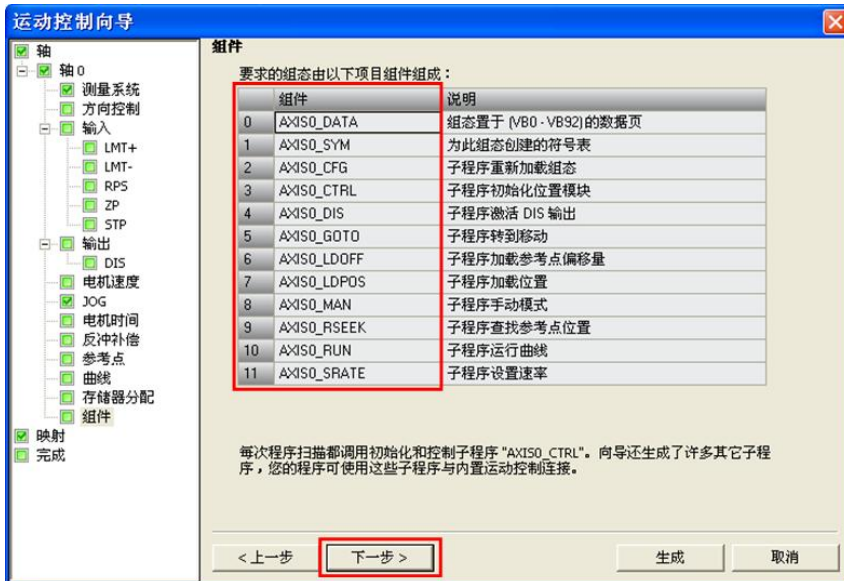 运动控制向导
轴
轴0
测量系统
方向控制
输入
LMT+
LMT-
RPS
ZP
STP
输出
DIS
电机速度
JOG
电机时间
反冲补偿
参考点
曲线
存储器分配
组件
映射
完成
组件
要求的组态由以下项目组件组成：
组件 说明
0 AXIS0_DATA 组态置于 (VB0 - VB92)的数据页
1 AXIS0_SYM 为此组态创建的符号表
2 AXIS0_CFG 子程序重新加载组态
3 AXIS0_CTRL 子程序初始化位置模块
4 AXIS0_DIS 子程序激活 DIS 输出
5 AXIS0_GOTO 子程序转到移动
6 AXIS0_LDOFF 子程序加载参考点偏移量
7 AXIS0_LDPOS 子程序加载位置
8 AXIS0_MAN 子程序手动模式
9 AXIS0_RSEEK 子程序查找参考点位置
10 AXIS0_RUN 子程序运行曲线
11 AXIS0_SRATE 子程序设置速率
每次程序扫描都调用初始化和控制子程序 "AXIS0_CTRL"。向导还生成了许多其它子程
序，您的程序可使用这些子程序与内置运动控制连接。
<上一步 下一步> 生成 取消